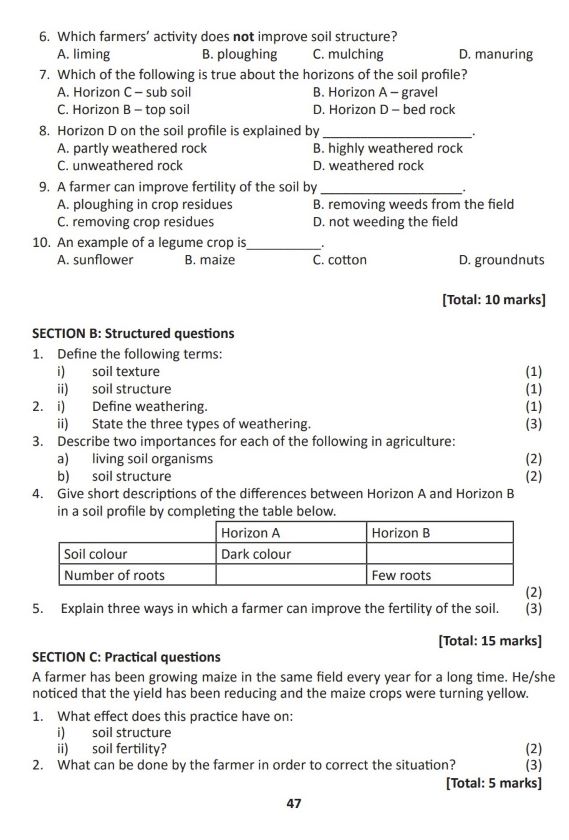 6. Which farmers' activity does not improve soil structure?
A. liming B. ploughing C. mulching D. manuring
7. Which of the following is true about the horizons of the soil profile?
A. Horizon C – sub soil B. Horizon A – gravel
C. Horizon B – top soil D. Horizon D – bed rock
8. Horizon D on the soil profile is explained by ____________________.
A. partly weathered rock B. highly weathered rock
C. unweathered rock D. weathered rock
9. A farmer can improve fertility of the soil by ___________________.
A. ploughing in crop residues B. removing weeds from the field
C. removing crop residues D. not weeding the field
10. An example of a legume crop is__________.
A. sunflower B. maize C. cotton D. groundnuts
[Total: 10 marks]
SECTION B: Structured questions
1. Define the following terms:
i) soil texture (1)
ii) soil structure (1)
2. i) Define weathering. (1)
ii) State the three types of weathering. (3)
3. Describe two importances for each of the following in agriculture:
a) living soil organisms (2)
b) soil structure (2)
4. Give short descriptions of the differences between Horizon A and Horizon B
in a soil profile by completing the table below.
Horizon A Horizon B
Soil colour Dark colour
Number of roots Few roots
(2)
5. Explain three ways in which a farmer can improve the fertility of the soil. (3)
[Total: 15 marks]
SECTION C: Practical questions
A farmer has been growing maize in the same field every year for a long time. He/she
noticed that the yield has been reducing and the maize crops were turning yellow.
1. What effect does this practice have on:
i) soil structure
ii) soil fertility? (2)
2. What can be done by the farmer in order to correct the situation? (3)
[Total: 5 marks]
47